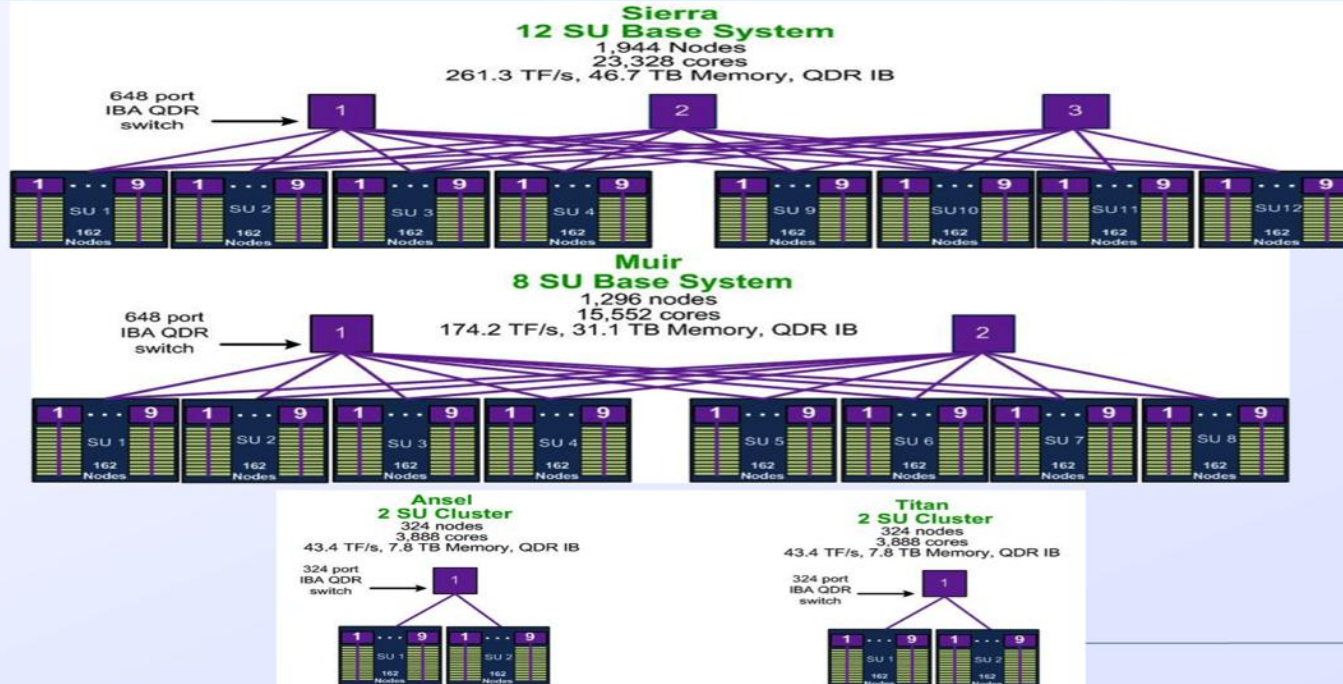 Sierra
12 SU Base System
1,944 Nodes
23,328 cores
261.3 TF/s, 46.7 TB Memory, QDR IB
648 port
IBA QDR
switch
1 2 3
1 ... 9 1 ... 9 1 ... 9 1 ... 9 1 ... 9 1 ... 9 1 ... 9 1 ... 9
SU 1 SU 2 SU 3 SU 4 SU 9 SU10 SU11 SU12
162 162 162 162 162 162 162 162
Nodes Nodes Nodes Nodes Nodes Nodes Nodes Nodes
Muir
8 SU Base System
1,296 nodes
15,552 cores
174.2 TF/s, 31.1 TB Memory, QDR IB
648 port
IBA QDR
switch
1 2
1 ... 9 1 ... 9 1 ... 9 1 ... 9 1 ... 9 1 ... 9 1 ... 9 1 ... 9
SU 1 SU 2 SU 3 SU 4 SU 5 SU 6 SU 7 SU 8
162 162 162 162 162 162 162 162
Nodes Nodes Nodes Nodes Nodes Nodes Nodes Nodes
Ansel
2 SU Cluster
324 nodes
3,888 cores
43.4 TF/s, 7.8 TB Memory, QDR IB
324 port
IBA QDR
switch
1
1 ... 9 1 ... 9
SU 1 SU 2
162 162
Nodes Nodes
Titan
2 SU Cluster
324 nodes
3,888 cores
43.4 TF/s, 7.8 TB Memory, QDR IB
324 port
IBA QDR
switch
1
1 ... 9 1 ... 9
SU 1 SU 2
162 162
Nodes Nodes